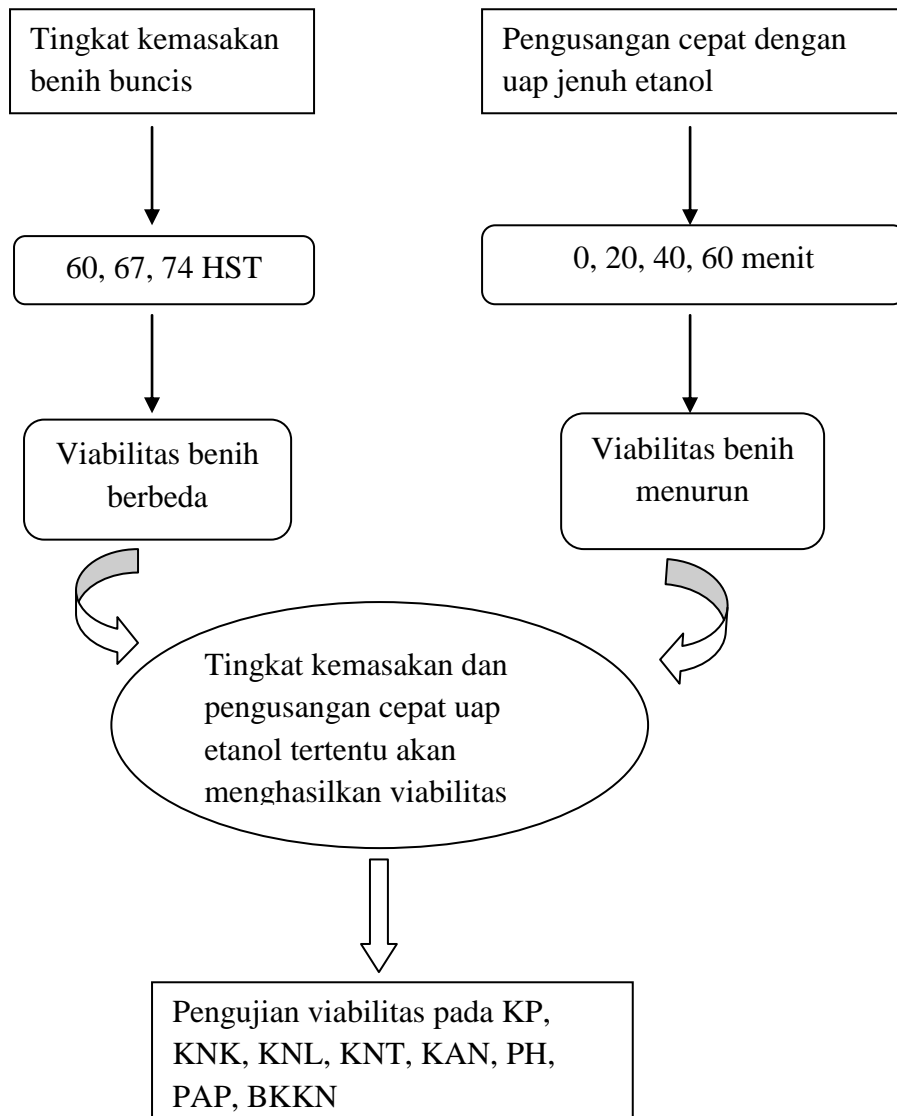 Tingkat kemasakan
benih buncis
Pengusangan cepat dengan
uap jenuh etanol
60, 67, 74 HST
0, 20, 40, 60 menit
Viabilitas benih
berbeda
Viabilitas benih
menurun
Tingkat kemasakan dan
pengusangan cepat uap
etanol tertentu akan
menghasilkan viabilitas
Pengujian viabilitas pada KP,
KNK, KNL, KNT, KAN, PH,
PAP, BKKN